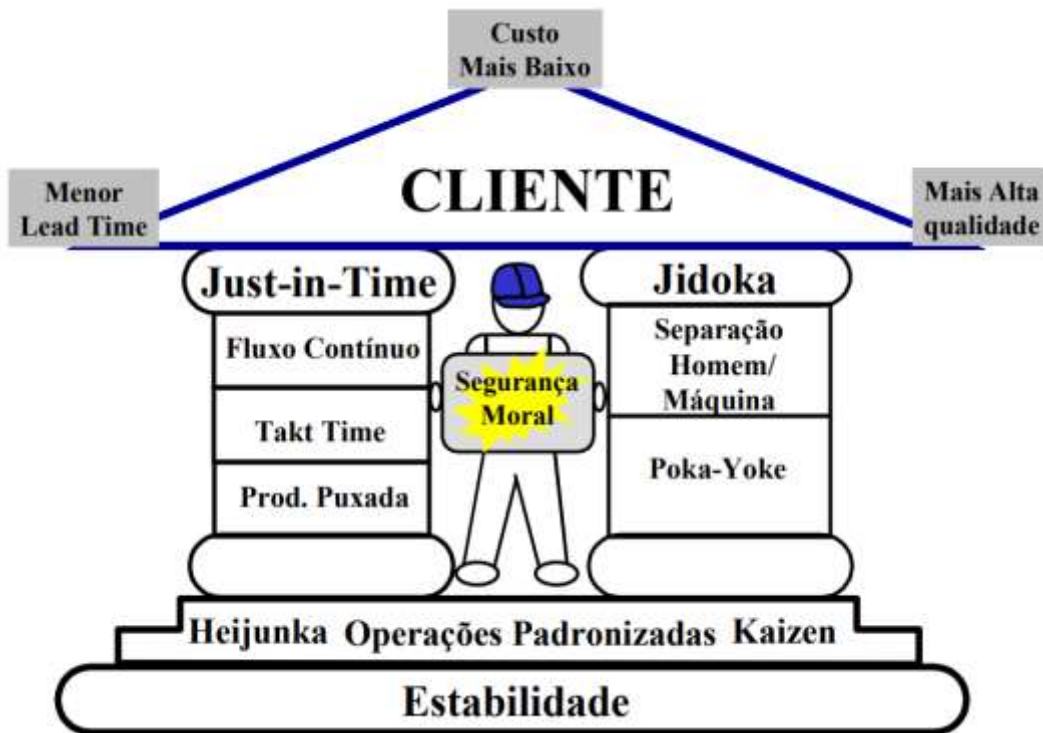 Custo
Mais Baixo
Menor
Lead Time
CLIENTE
Mais Alta
qualidade
Just-in-Time
Fluxo Contínuo
Takt Time
Prod. Puxada
Segurança
Moral
Jidoka
Separação
Homem/
Máquina
Poka-Yoke
Heijunka Operações Padronizadas Kaizen
Estabilidade